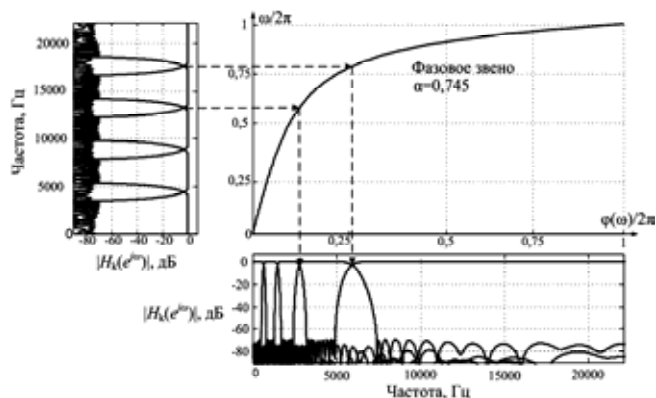 ω/2π
1
0,75
0,5
0,25
0
0,25
0,5
0,75
1
φ(ω)/2π
Фазовое звено
α=0,745
Частота, Гц
20000
15000
10000
5000
0
-80 -60 -40 -20 0
|H_k(e^{jω})|, дБ
|H_k(e^{jω})|, дБ
0
-20
-40
-60
-80
0 5000 10000 15000 20000
Частота, Гц